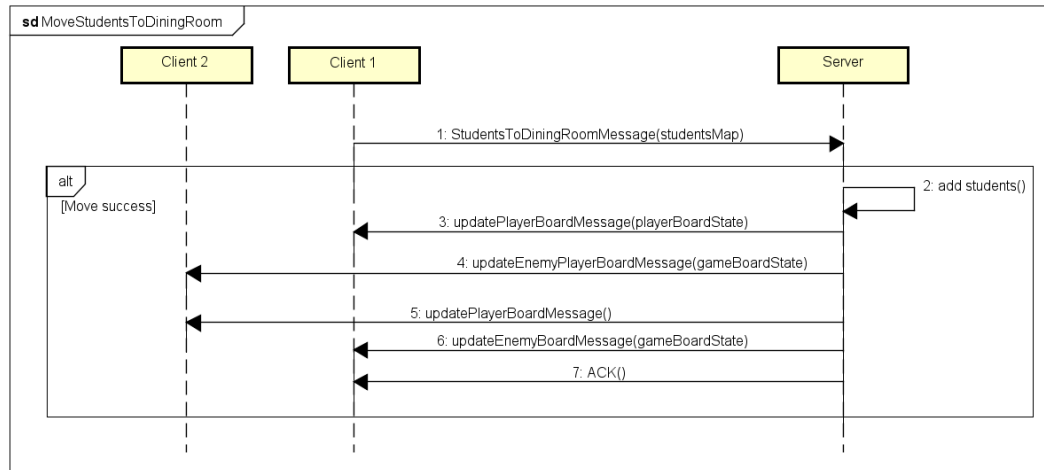 sd MoveStudentsToDiningRoom
Client 2
Client 1
Server
1: StudentsToDiningRoomMessage(studentsMap)
alt
2: add students()
[Move success]
3: updatePlayerBoardMessage(playerBoardState)
4: updateEnemyPlayerBoardMessage(gameBoardState)
5: updatePlayerBoardMessage()
6: updateEnemyBoardMessage(gameBoardState)
7: ACK()